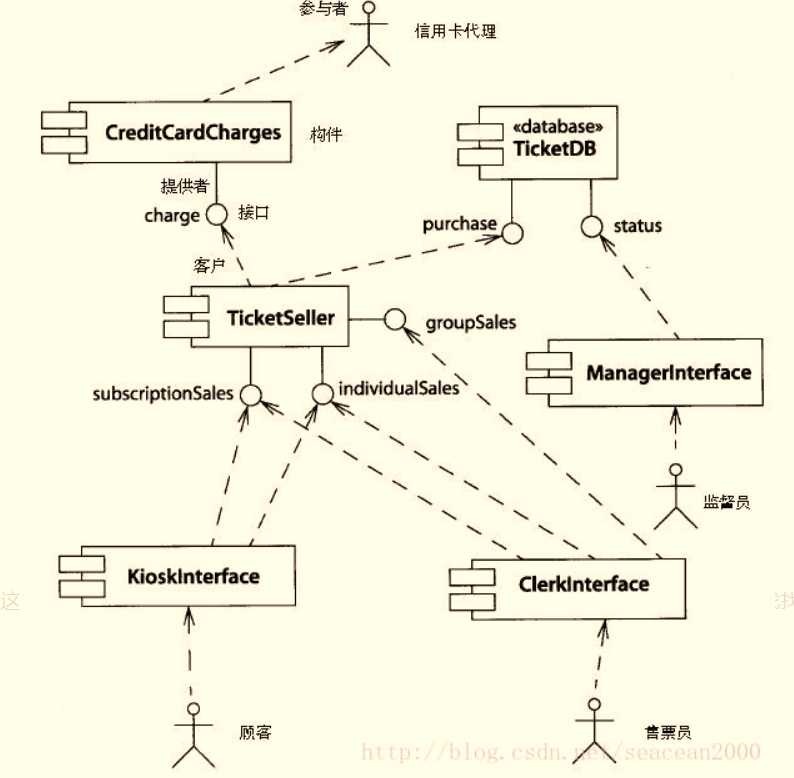 参与者
信用卡代理
CreditCardCharges
构件
«database»
TicketDB
提供者
charge
接口
purchase
status
客户
TicketSeller
groupSales
ManagerInterface
subscriptionSales
individualSales
监督员
KioskInterface
ClerkInterface
这
找
顾客
售票员
http://blog.csdn.net/seacean2000